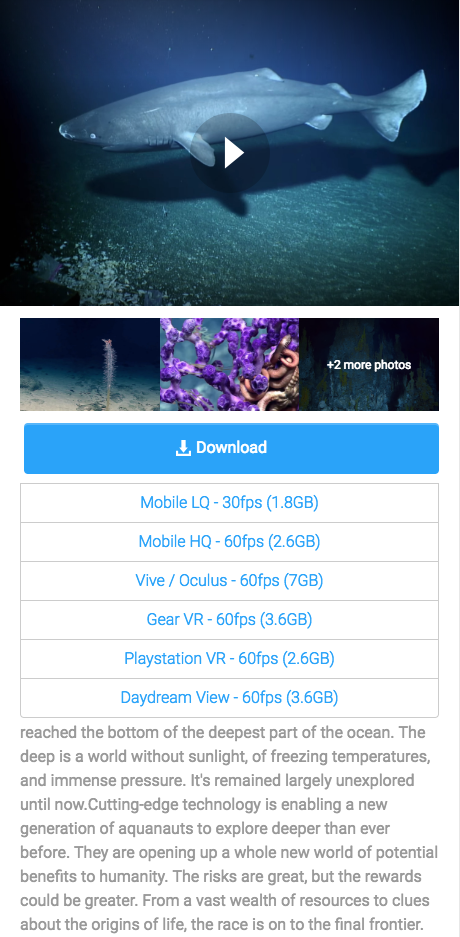 +2 more photos
Download
Mobile LQ - 30fps (1.8GB)
Mobile HQ - 60fps (2.6GB)
Vive / Oculus - 60fps (7GB)
Gear VR - 60fps (3.6GB)
Playstation VR - 60fps (2.6GB)
Daydream View - 60fps (3.6GB)
reached the bottom of the deepest part of the ocean. The
deep is a world without sunlight, of freezing temperatures,
and immense pressure. It's remained largely unexplored
until now.Cutting-edge technology is enabling a new
generation of aquanauts to explore deeper than ever
before. They are opening up a whole new world of potential
benefits to humanity. The risks are great, but the rewards
could be greater. From a vast wealth of resources to clues
about the origins of life, the race is on to the final frontier.